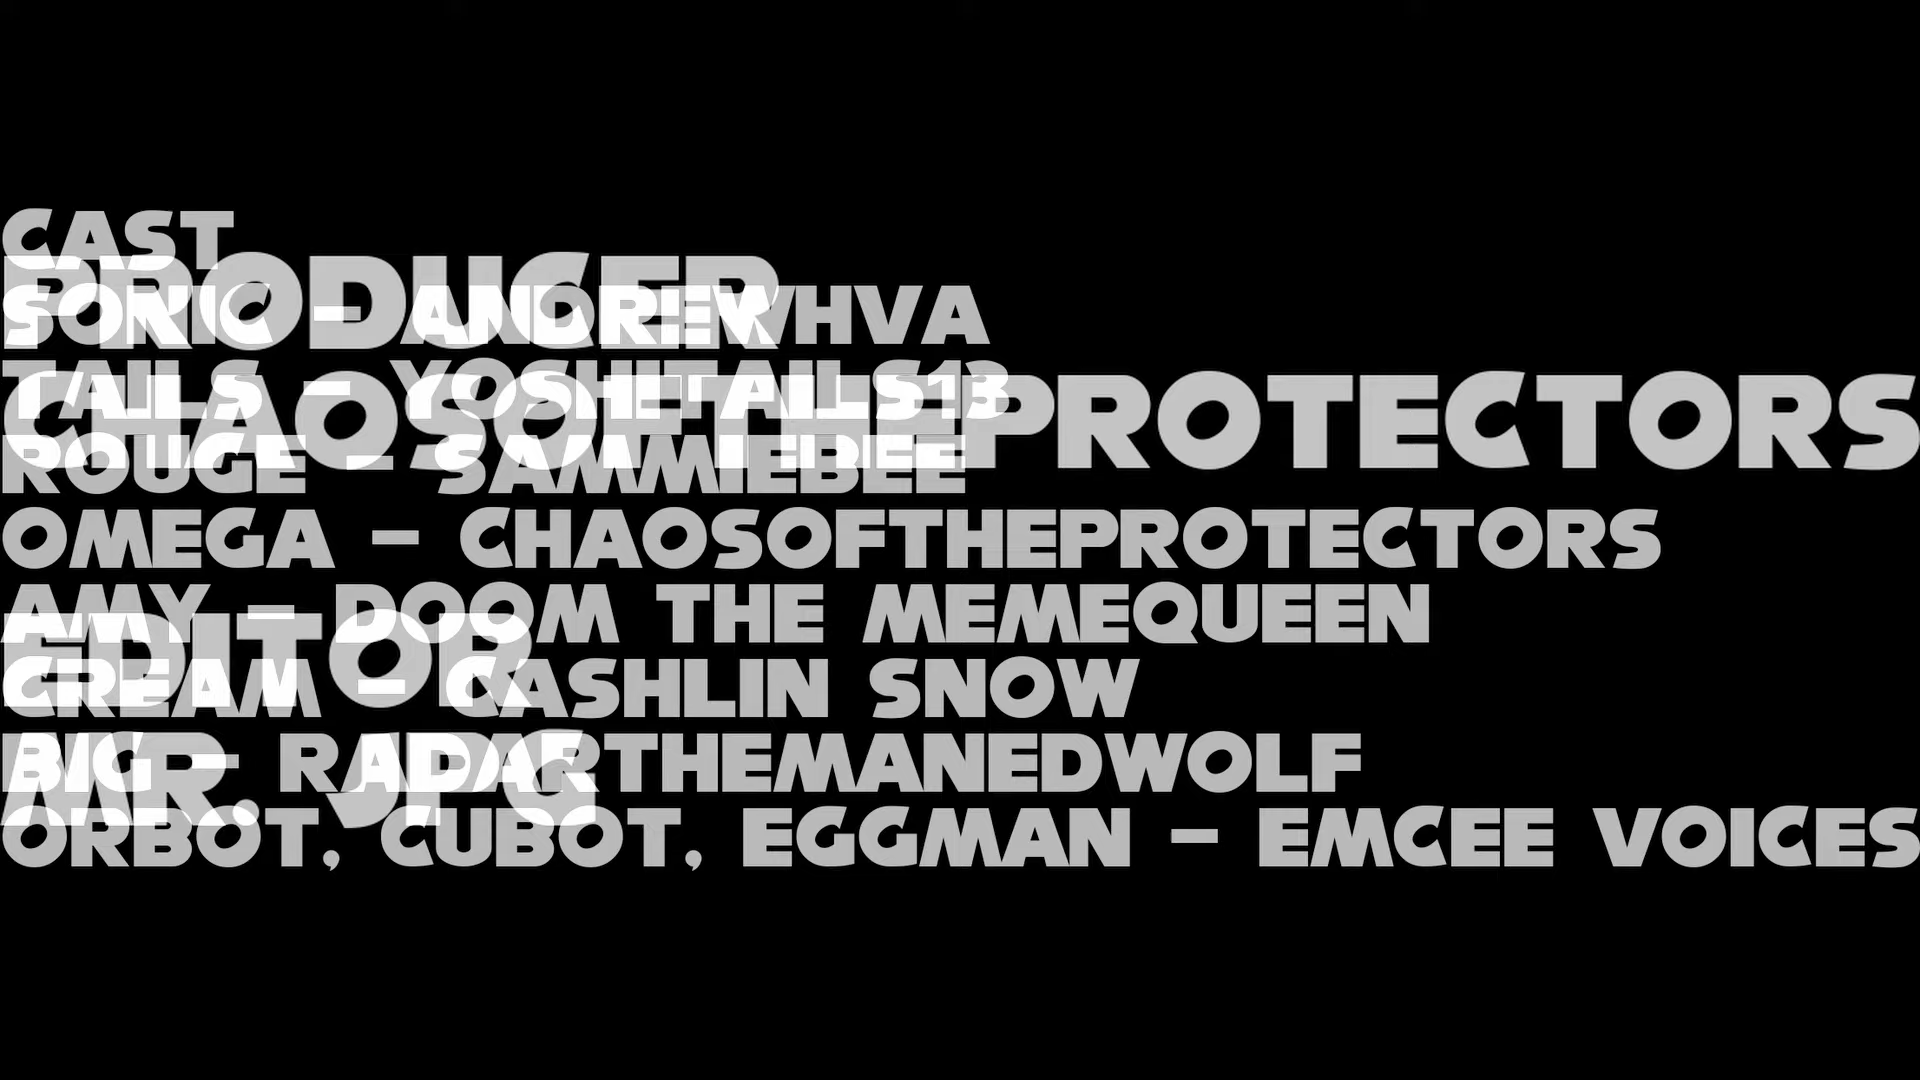 CAST
SONIC - ANDREWHVA
TAILS - YOSHETAILS13
ROUGE - SAMMIEBEE
OMEGA - CHAOSOFTHEPROTECTORS
AMY - DOOM THE MEMEQUEEN
CREAM - CASHLIN SNOW
BIG - RADARTHEMANEDWOLF
ORBOT, CUBOT, EGGMAN - EMCEE VOICES
PRODUCER
CHAOSOFTHEPROTECTORS
EDITOR
MR. JPG